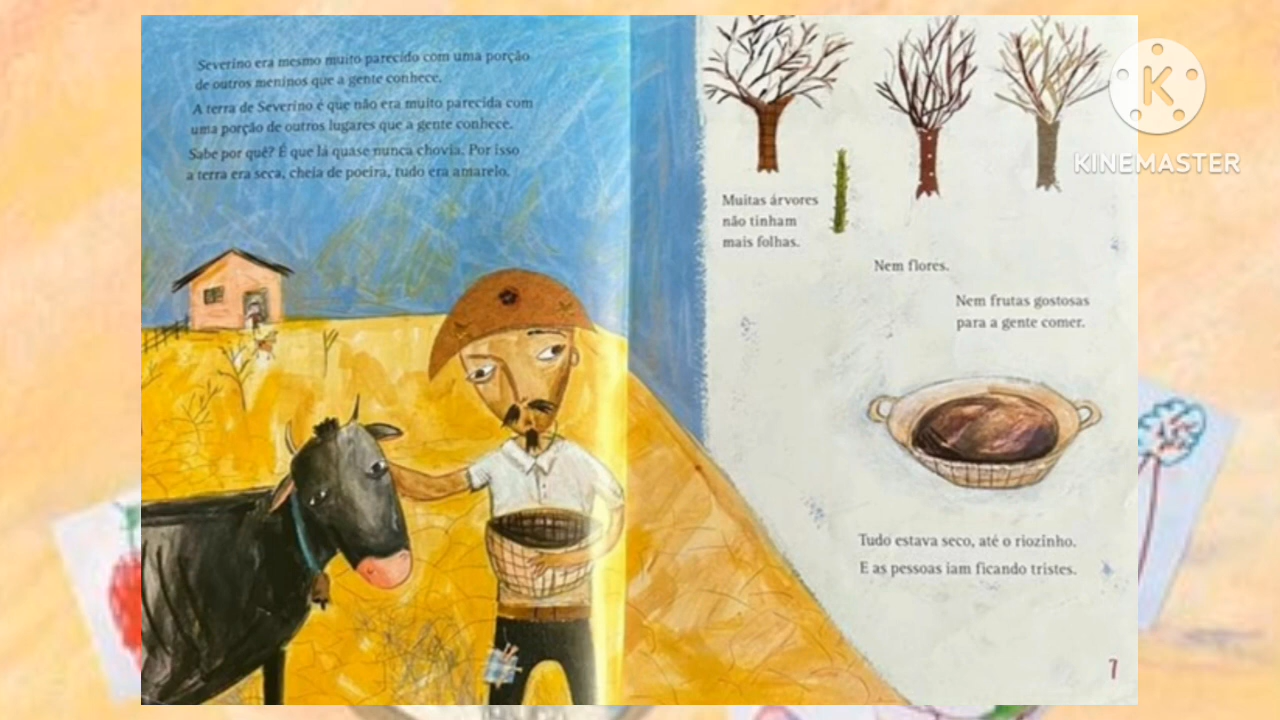 Severino era mesmo muito parecido com uma porção
de outros meninos que a gente conhece.
A terra de Severino é que não era muito parecida com
uma porção de outros lugares que a gente conhece.
Sabe por quê? É que lá quase nunca chovia. Por isso
a terra era seca, cheia de poeira, tudo era amarelo.
Muitas árvores
não tinham
mais folhas.
Nem flores.
Nem frutas gostosas
para a gente comer.
Tudo estava seco, até o riozinho.
E as pessoas iam ficando tristes.
7
K
KINEMASTER